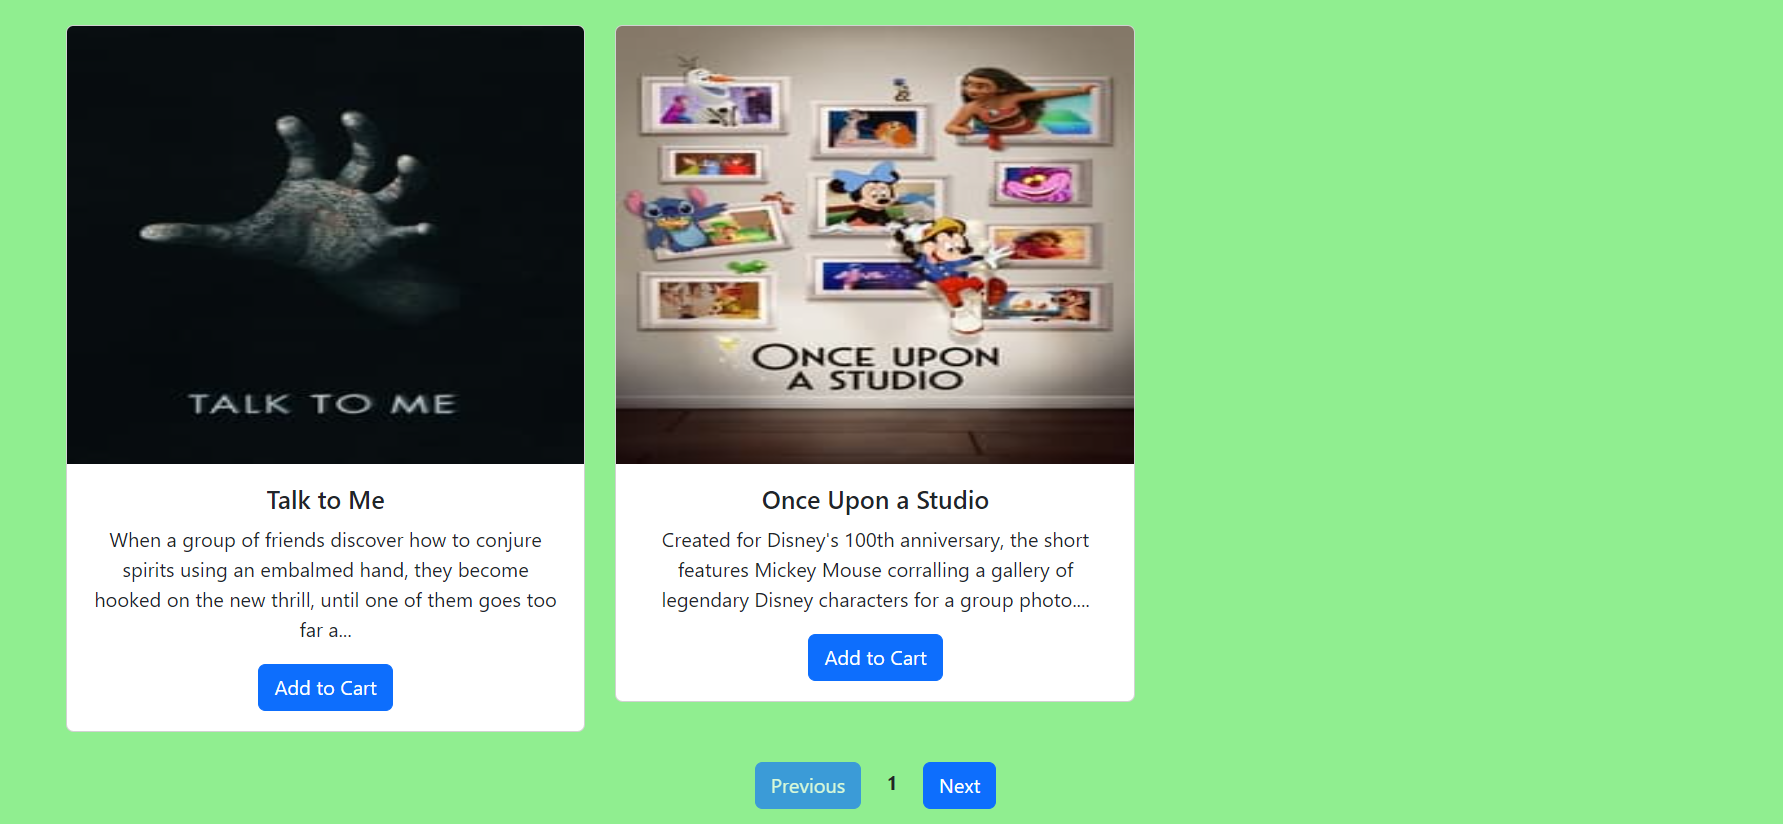 TALK TO ME
ONCE UPON
A STUDIO
Talk to Me
When a group of friends discover how to conjure
spirits using an embalmed hand, they become
hooked on the new thrill, until one of them goes too
far a...
Add to Cart
Once Upon a Studio
Created for Disney's 100th anniversary, the short
features Mickey Mouse corralling a gallery of
legendary Disney characters for a group photo....
Add to Cart
Previous
1
Next